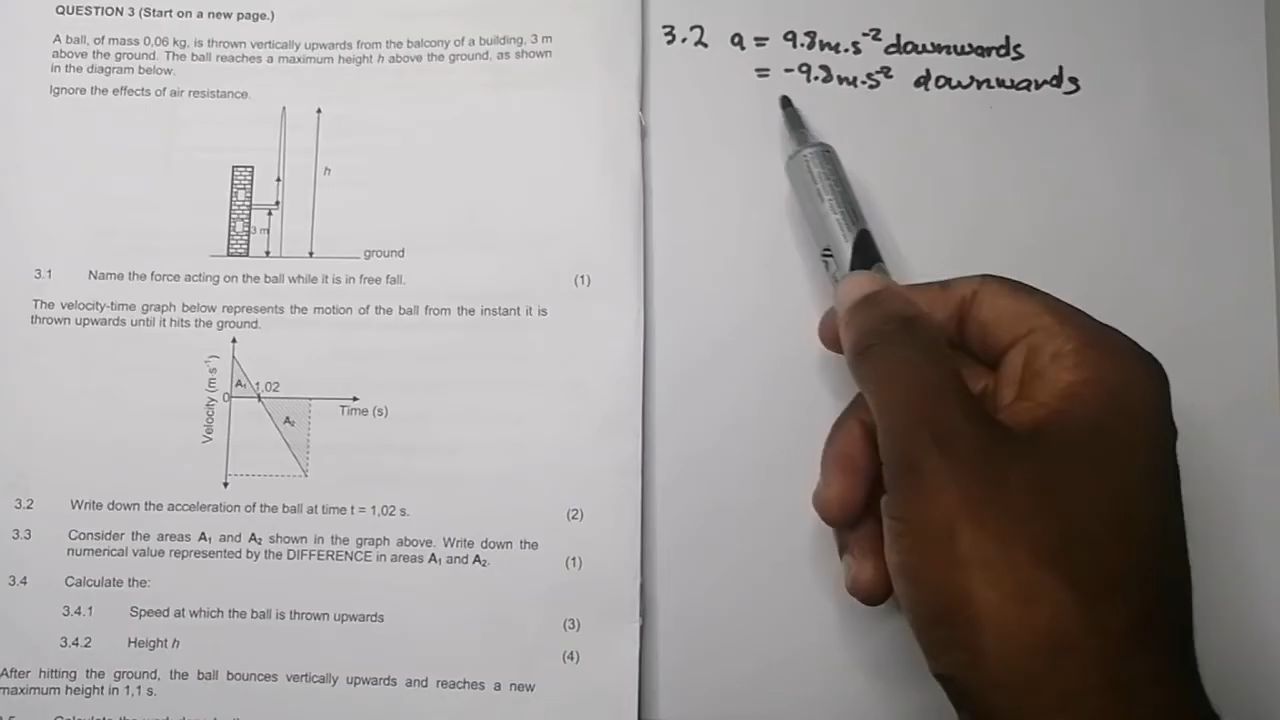 QUESTION 3 (Start on a new page.)
A ball, of mass 0,06 kg, is thrown vertically upwards from the balcony of a building, 3 m
above the ground. The ball reaches a maximum height h above the ground, as shown
in the diagram below.
Ignore the effects of air resistance.
h
3 m
ground
3.1 Name the force acting on the ball while it is in free fall. (1)
The velocity-time graph below represents the motion of the ball from the instant it is
thrown upwards until it hits the ground.
Velocity (m·s⁻¹)
A₁ 1,02
0
Time (s)
A₂
3.2 Write down the acceleration of the ball at time t = 1,02 s. (2)
3.3 Consider the areas A₁ and A₂ shown in the graph above. Write down the
numerical value represented by the DIFFERENCE in areas A₁ and A₂. (1)
3.4 Calculate the:
3.4.1 Speed at which the ball is thrown upwards (3)
3.4.2 Height h (4)
After hitting the ground, the ball bounces vertically upwards and reaches a new
maximum height in 1,1 s.
3.2 a = 9.8m.s⁻² downwards
= -9.8m.s⁻² downwards